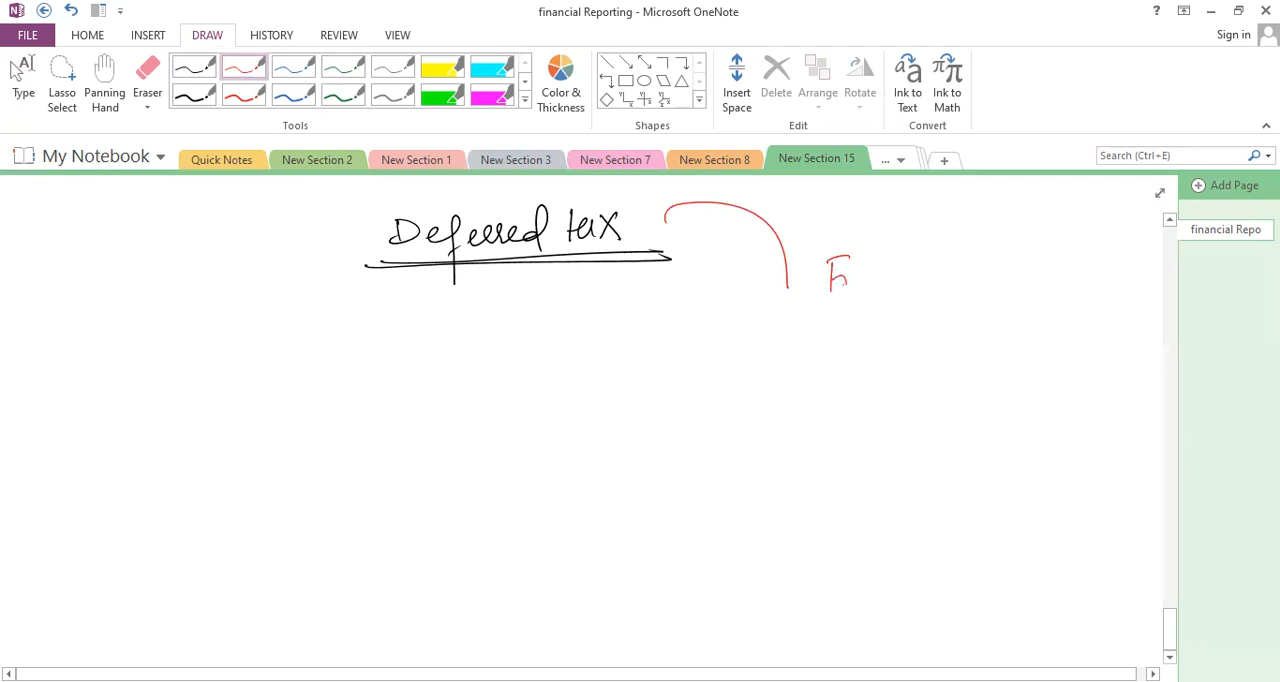 financial Reporting - Microsoft OneNote
?
FILE HOME INSERT DRAW HISTORY REVIEW VIEW
Sign in
Type
Lasso Select
Panning Hand
Eraser
Color & Thickness
Insert Space
Delete
Arrange
Rotate
Ink to Text
Ink to Math
Tools
Shapes
Edit
Convert
My Notebook
Quick Notes
New Section 2
New Section 1
New Section 3
New Section 7
New Section 8
New Section 15
...
Search (Ctrl+E)
Add Page
financial Repo
Deferred tax
F